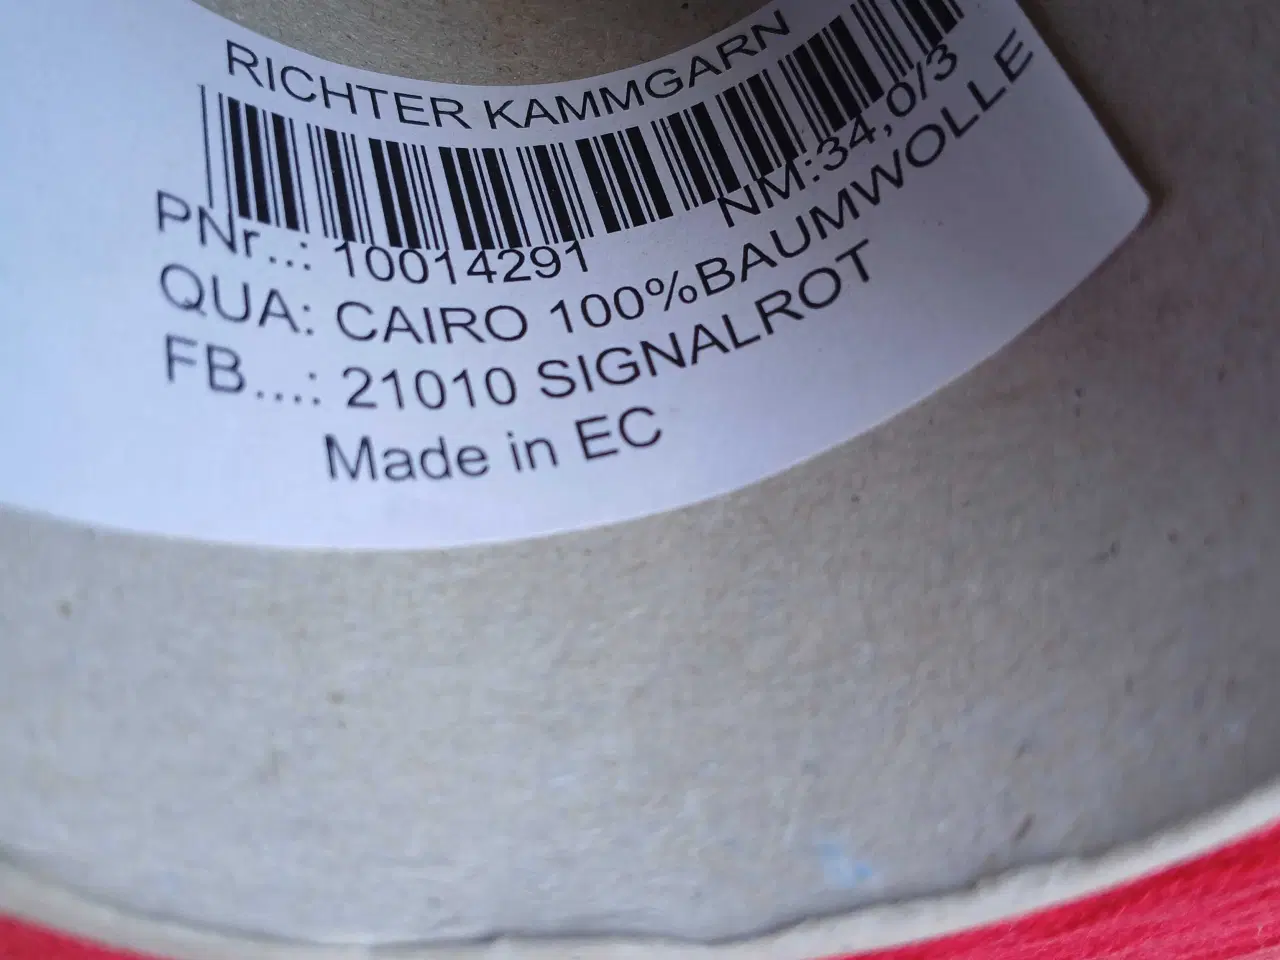 RICHTER KAMMGARN
PNr..: 10014291 NM:34,0/3
QUA: CAIRO 100%BAUMWOLLE
FB...: 21010 SIGNALROT
Made in EC